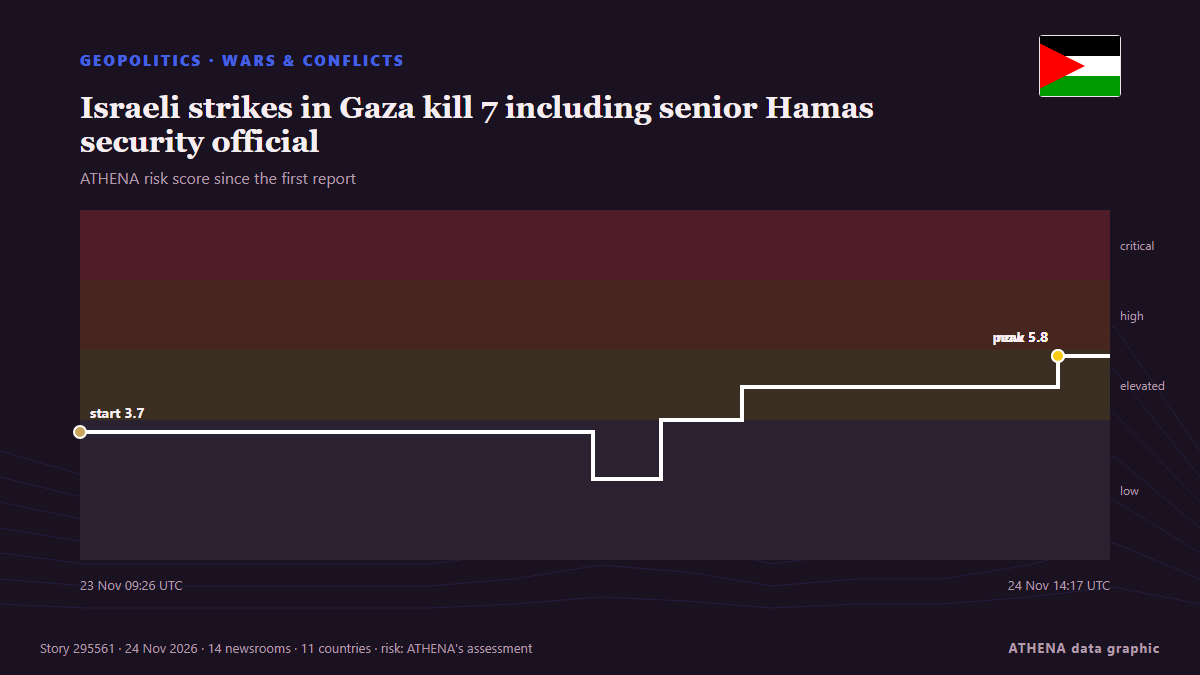 GEOPOLITICS · WARS & CONFLICTS
Israeli strikes in Gaza kill 7 including senior Hamas
security official
ATHENA risk score since the first report
critical
high
peak 5.8
elevated
start 3.7
low
23 Nov 09:26 UTC
24 Nov 14:17 UTC
Story 295561 · 24 Nov 2026 · 14 newsrooms · 11 countries · risk: ATHENA's assessment
ATHENA data graphic